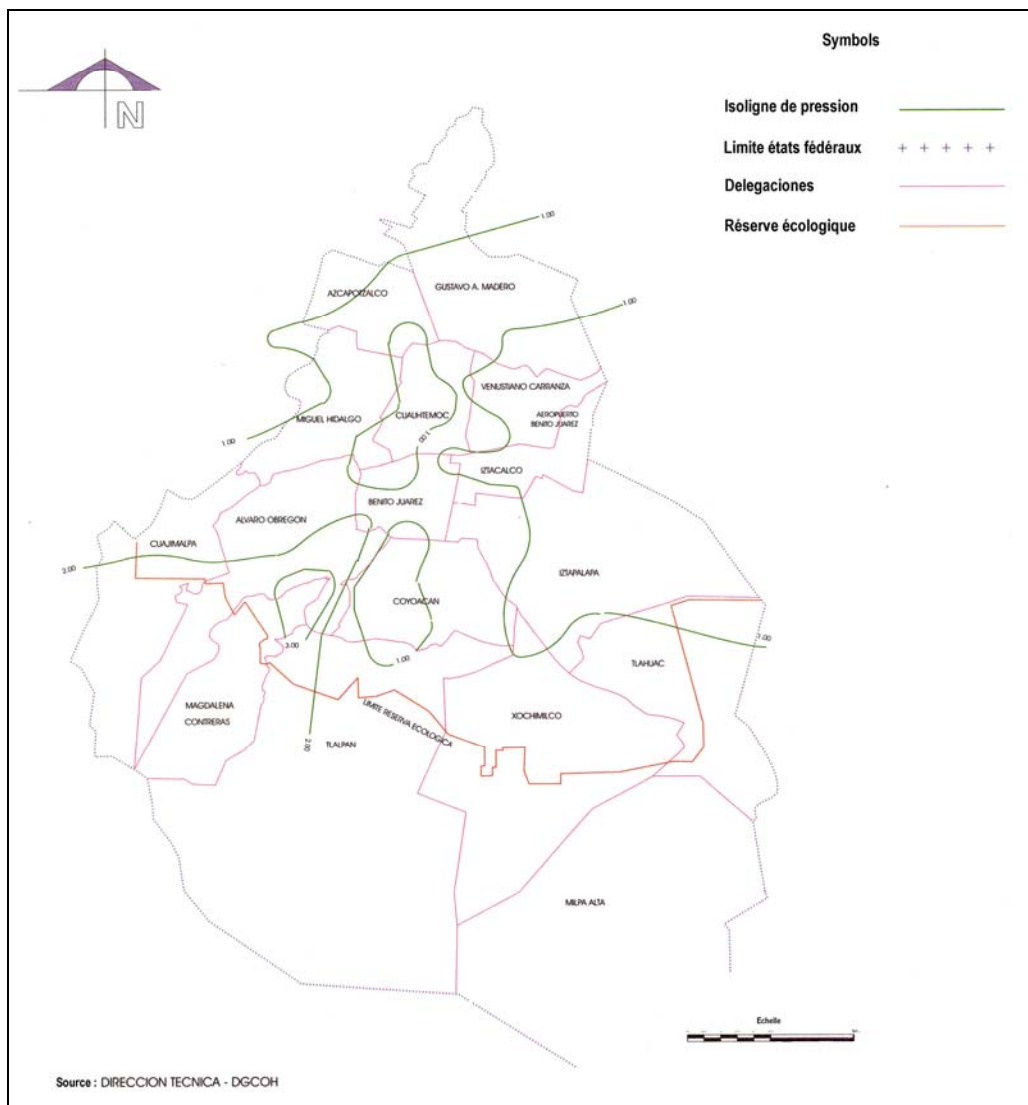 Symbols
Isoligne de pression
Limite états fédéraux
Delegaciones
Réserve écologique
N
1.00
AZCAPOTZALCO
GUSTAVO A. MADERO
1.00
VENUSTIANO CARRANZA
MIGUEL HIDALGO
CUAUHTEMOC
AEROPUERTO
BENITO JUAREZ
1.00
1.00
IZTACALCO
BENITO JUAREZ
ALVARO OBREGON
CUAJIMALPA
2.00
IZTAPALAPA
COYOACAN
3.00
1.00
1.00
TLAHUAC
MAGDALENA
CONTRERAS
XOCHIMILCO
LIMITE RESERVA ECOLOGICA
2.00
TLALPAN
MILPA ALTA
Echelle
Source : DIRECCION TECNICA - DGCOH